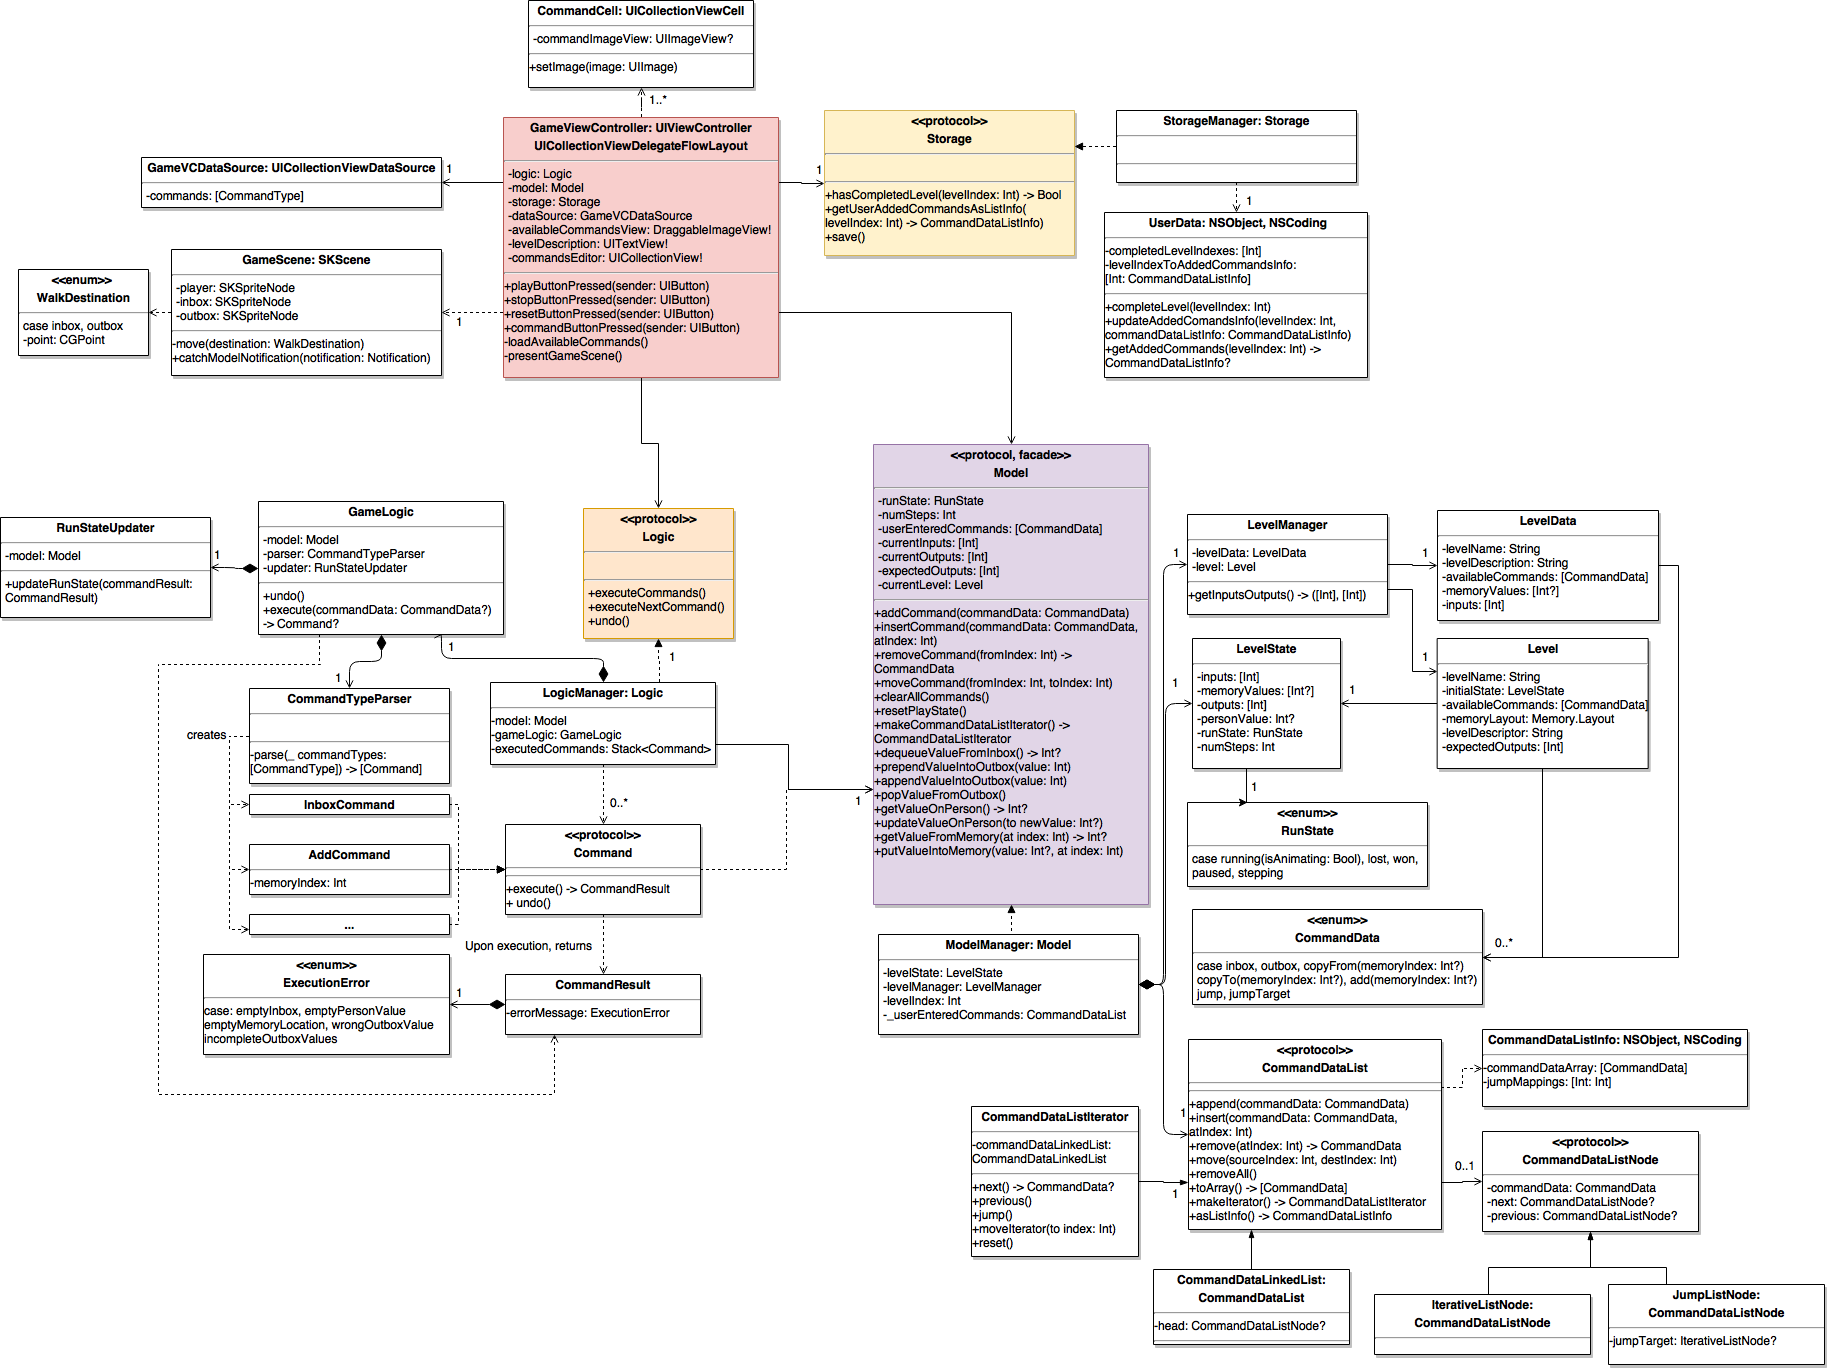 CommandCell: UICollectionViewCell
-commandImageView: UIImageView?
+setImage(image: UIImage)
1..*
GameViewController: UIViewController
UICollectionViewDelegateFlowLayout
-logic: Logic
-model: Model
-storage: Storage
-dataSource: GameVCDataSource
-availableCommandsView: DraggableImageView!
-levelDescription: UITextView!
-commandsEditor: UICollectionView!
+playButtonPressed(sender: UIButton)
+stopButtonPressed(sender: UIButton)
+resetButtonPressed(sender: UIButton)
+commandButtonPressed(sender: UIButton)
-loadAvailableCommands()
-presentGameScene()
GameVCDataSource: UICollectionViewDataSource
-commands: [CommandType]
1
GameScene: SKScene
-player: SKSpriteNode
-inbox: SKSpriteNode
-outbox: SKSpriteNode
-move(destination: WalkDestination)
+catchModelNotification(notification: Notification)
1
<<enum>>
WalkDestination
case inbox, outbox
-point: CGPoint
1
<<protocol>>
Storage
+hasCompletedLevel(levelIndex: Int) -> Bool
+getUserAddedCommandsAsListInfo(
levelIndex: Int) -> CommandDataListInfo)
+save()
StorageManager: Storage
1
UserData: NSObject, NSCoding
-completedLevelIndexes: [Int]
-levelIndexToAddedCommandsInfo:
[Int: CommandDataListInfo]
+completeLevel(levelIndex: Int)
+updateAddedComandsInfo(levelIndex: Int,
commandDataListInfo: CommandDataListInfo)
+getAddedCommands(levelIndex: Int) ->
CommandDataListInfo?
RunStateUpdater
-model: Model
+updateRunState(commandResult:
CommandResult)
1
GameLogic
-model: Model
-parser: CommandTypeParser
-updater: RunStateUpdater
+undo()
+execute(commandData: CommandData?)
-> Command?
1
1
<<protocol>>
Logic
+executeCommands()
+executeNextCommand()
+undo()
1
LogicManager: Logic
-model: Model
-gameLogic: GameLogic
-executedCommands: Stack<Command>
0..*
1
CommandTypeParser
-parse(_ commandTypes:
[CommandType]) -> [Command]
creates
InboxCommand
AddCommand
-memoryIndex: Int
...
<<protocol>>
Command
+execute() -> CommandResult
+ undo()
Upon execution, returns
CommandResult
-errorMessage: ExecutionError
1
<<enum>>
ExecutionError
case: emptyInbox, emptyPersonValue
emptyMemoryLocation, wrongOutboxValue
incompleteOutboxValues
<<protocol, facade>>
Model
-runState: RunState
-numSteps: Int
-userEnteredCommands: [CommandData]
-currentInputs: [Int]
-currentOutputs: [Int]
-expectedOutputs: [Int]
-currentLevel: Level
+addCommand(commandData: CommandData)
+insertCommand(commandData: CommandData,
atIndex: Int)
+removeCommand(fromIndex: Int) ->
CommandData
+moveCommand(fromIndex: Int, toIndex: Int)
+clearAllCommands()
+resetPlayState()
+makeCommandDataListIterator() ->
CommandDataListIterator
+dequeueValueFromInbox() -> Int?
+prependValueIntoOutbox(value: Int)
+appendValueIntoOutbox(value: Int)
+popValueFromOutbox()
+getValueOnPerson() -> Int?
+updateValueOnPerson(to newValue: Int?)
+getValueFromMemory(at index: Int) -> Int?
+putValueIntoMemory(value: Int?, at index: Int)
ModelManager: Model
-levelState: LevelState
-levelManager: LevelManager
-levelIndex: Int
-_userEnteredCommands: CommandDataList
1
LevelManager
-levelData: LevelData
-level: Level
+getInputsOutputs() -> ([Int], [Int])
1
1
LevelData
-levelName: String
-levelDescription: String
-availableCommands: [CommandData]
-memoryValues: [Int?]
-inputs: [Int]
1
LevelState
-inputs: [Int]
-memoryValues: [Int?]
-outputs: [Int]
-personValue: Int?
-runState: RunState
-numSteps: Int
1
1
Level
-levelName: String
-initialState: LevelState
-availableCommands: [CommandData]
-memoryLayout: Memory.Layout
-levelDescriptor: String
-expectedOutputs: [Int]
<<enum>>
RunState
case running(isAnimating: Bool), lost, won,
paused, stepping
<<enum>>
CommandData
case inbox, outbox, copyFrom(memoryIndex: Int?)
copyTo(memoryIndex: Int?), add(memoryIndex: Int?)
jump, jumpTarget
0..*
1
<<protocol>>
CommandDataList
+append(commandData: CommandData)
+insert(commandData: CommandData,
atIndex: Int)
+remove(atIndex: Int) -> CommandData
+move(sourceIndex: Int, destIndex: Int)
+removeAll()
+toArray() -> [CommandData]
+makeIterator() -> CommandDataListIterator
+asListInfo() -> CommandDataListInfo
CommandDataListInfo: NSObject, NSCoding
-commandDataArray: [CommandData]
-jumpMappings: [Int: Int]
CommandDataListIterator
-commandDataLinkedList:
CommandDataLinkedList
+next() -> CommandData?
+previous()
+jump()
+moveIterator(to index: Int)
+reset()
1
0..1
<<protocol>>
CommandDataListNode
-commandData: CommandData
-next: CommandDataListNode?
-previous: CommandDataListNode?
CommandDataLinkedList:
CommandDataList
-head: CommandDataListNode?
IterativeListNode:
CommandDataListNode
JumpListNode:
CommandDataListNode
-jumpTarget: IterativeListNode?